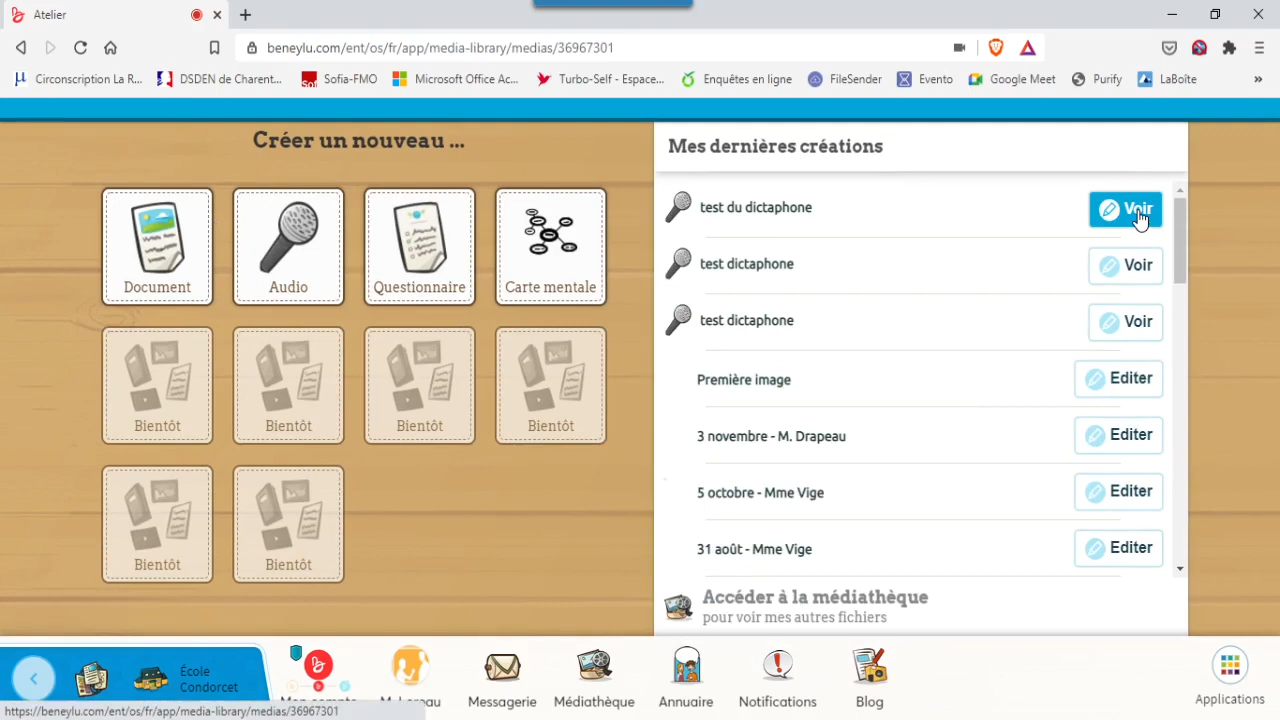 Atelier
beneylu.com/ent/os/fr/app/media-library/medias/36967301
Circonscription La R... DSDEN de Charent... Sofia-FMO Microsoft Office Ac... Turbo-Self - Espace... Enquêtes en ligne FileSender Evento Google Meet Purify LaBoîte
Créer un nouveau ...
Document Audio Questionnaire Carte mentale
Bientôt Bientôt Bientôt Bientôt
Bientôt Bientôt
Mes dernières créations
test du dictaphone Voir
test dictaphone Voir
test dictaphone Voir
Première image Editer
3 novembre - M. Drapeau Editer
5 octobre - Mme Vige Editer
31 août - Mme Vige Editer
Accéder à la médiathèque
pour voir mes autres fichiers
École
Condorcet
Messagerie Médiathèque Annuaire Notifications Blog Applications
https://beneylu.com/ent/os/fr/app/media-library/medias/36967301